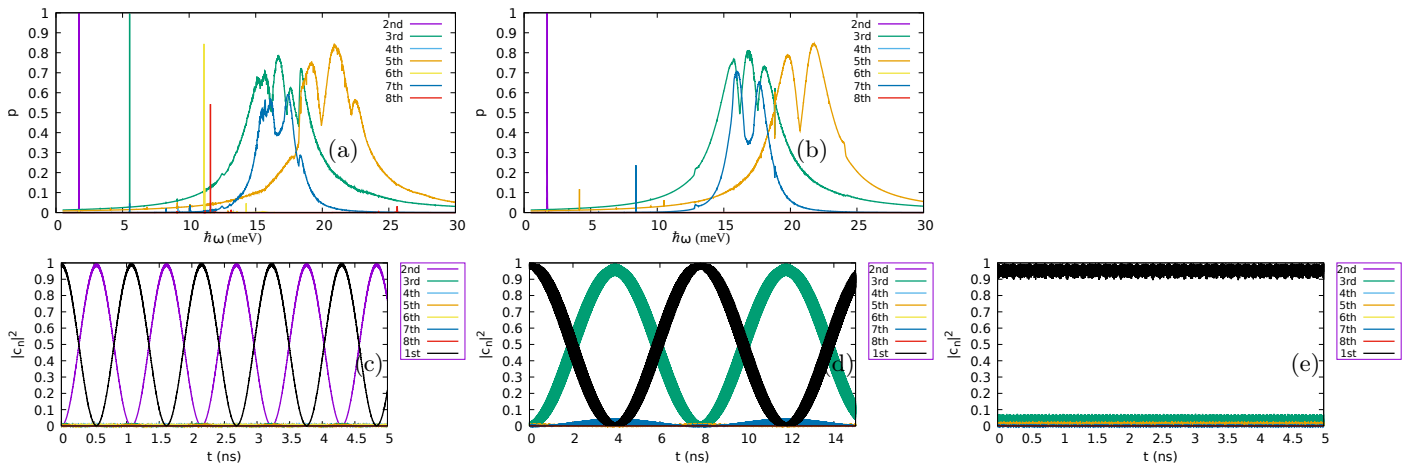 1
0.9
0.8
0.7
0.6
0.5
0.4
0.3
0.2
0.1
0
p
0 5 10 15 20 25 30
ħω (meV)
2nd
3rd
4th
5th
6th
7th
8th
(a)
1
0.9
0.8
0.7
0.6
0.5
0.4
0.3
0.2
0.1
0
p
0 5 10 15 20 25 30
ħω (meV)
2nd
3rd
4th
5th
6th
7th
8th
(b)
1
0.9
0.8
0.7
0.6
0.5
0.4
0.3
0.2
0.1
0
|cn|2
0 0.5 1 1.5 2 2.5 3 3.5 4 4.5 5
t (ns)
2nd
3rd
4th
5th
6th
7th
8th
1st
(c)
1
0.9
0.8
0.7
0.6
0.5
0.4
0.3
0.2
0.1
0
|cn|2
0 2 4 6 8 10 12 14
t (ns)
2nd
3rd
4th
5th
6th
7th
8th
1st
(d)
1
0.9
0.8
0.7
0.6
0.5
0.4
0.3
0.2
0.1
0
|cn|2
0 0.5 1 1.5 2 2.5 3 3.5 4 4.5 5
t (ns)
2nd
3rd
4th
5th
6th
7th
8th
1st
(e)